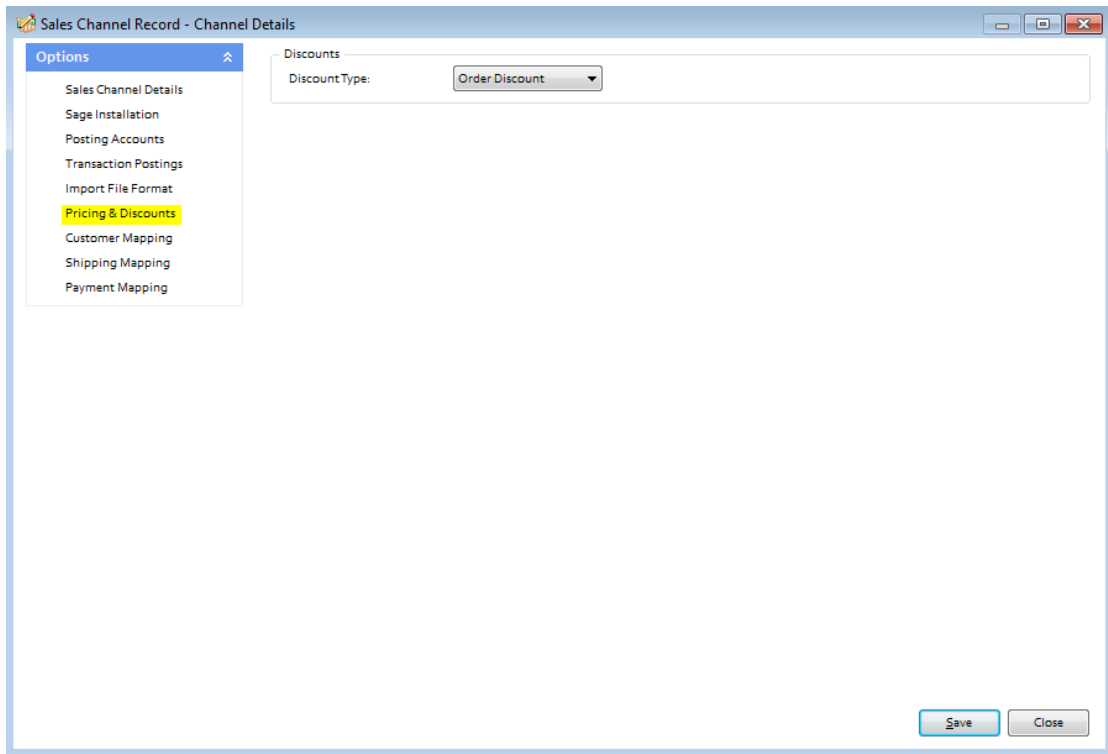 Sales Channel Record - Channel Details
Options
Sales Channel Details
Sage Installation
Posting Accounts
Transaction Postings
Import File Format
Pricing & Discounts
Customer Mapping
Shipping Mapping
Payment Mapping
Discounts
Discount Type: Order Discount
Save Close